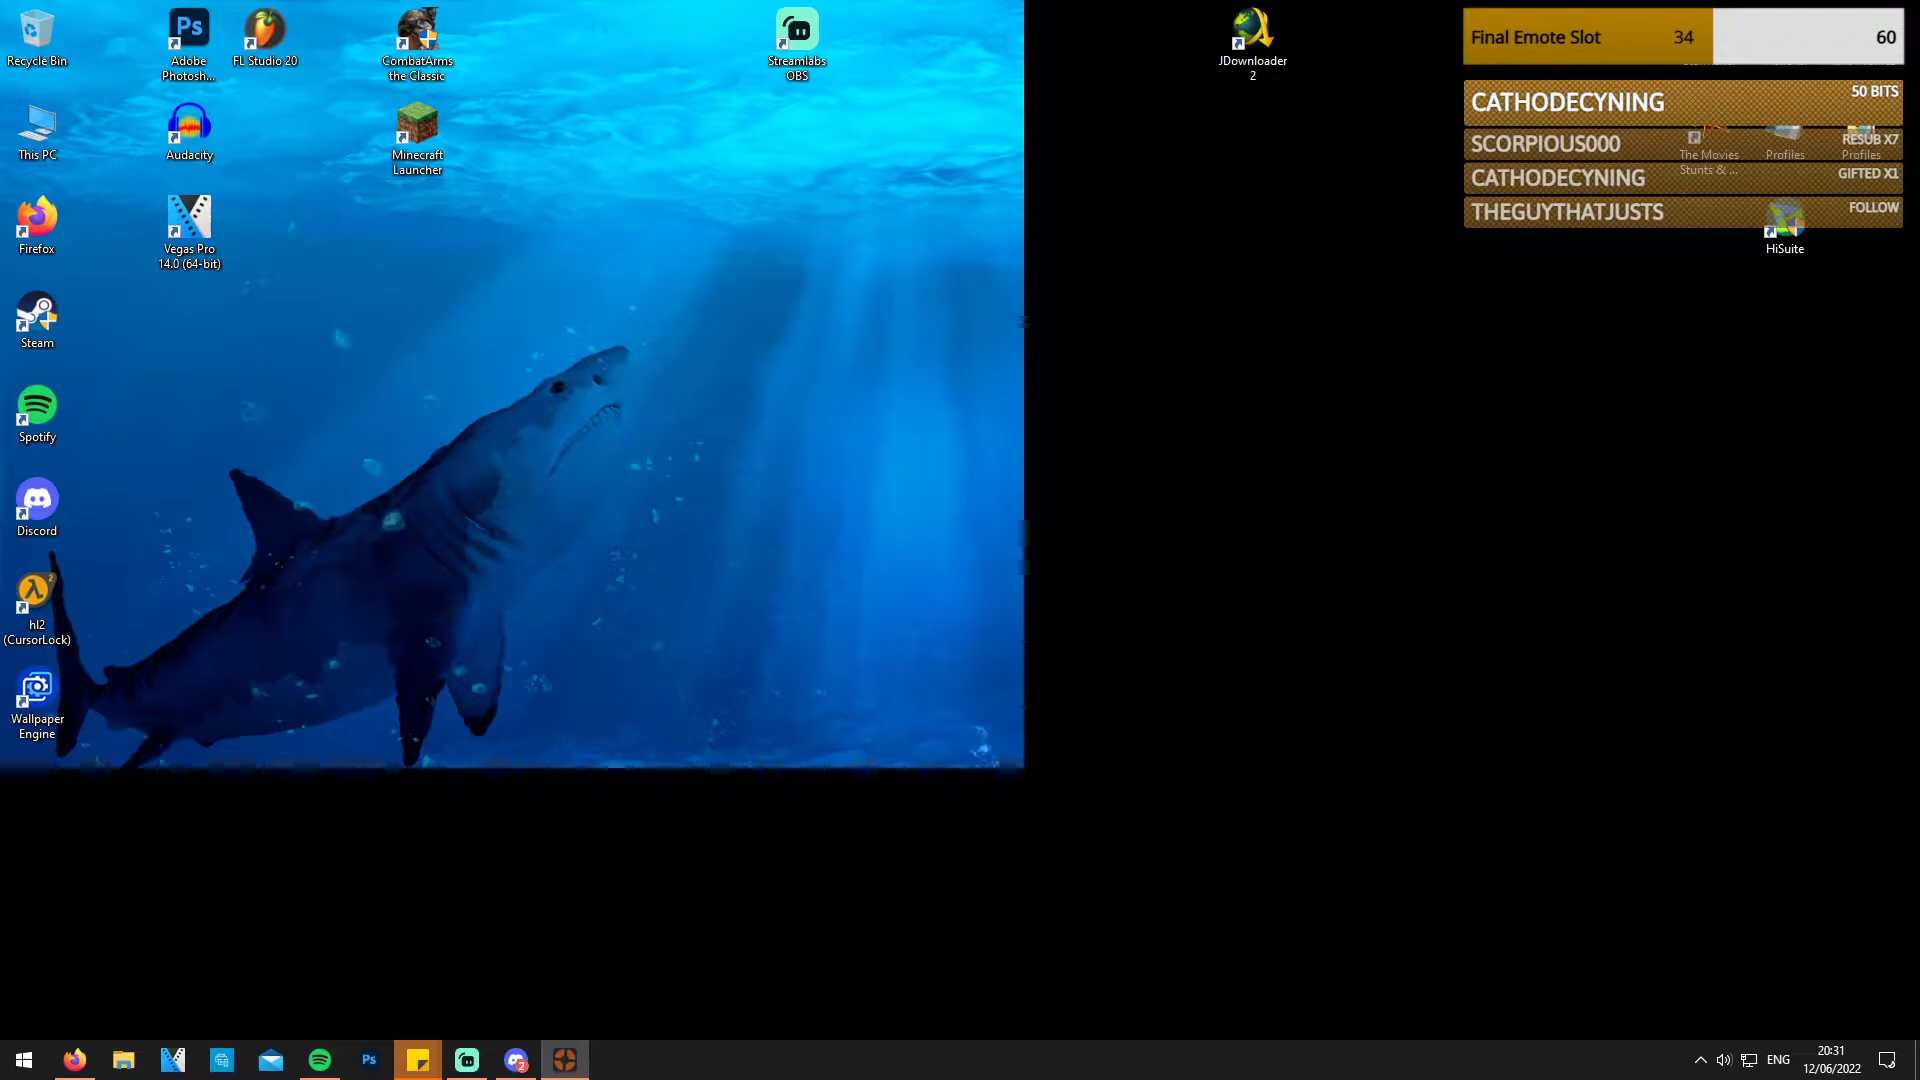 Recycle Bin
Adobe
Photosh...
FL Studio 20
CombatArms
the Classic
Streamlabs
OBS
JDownloader
2
Final Emote Slot 34 60
CATHODECYNING 50 BITS
SCORPIOUS000 RESUB X7
CATHODECYNING GIFTED X1
THEGUYTHATJUSTS FOLLOW
The Movies
Stunts & ...
Profiles
Profiles
HiSuite
This PC
Audacity
Minecraft
Launcher
Firefox
Vegas Pro
14.0 (64-bit)
Steam
Spotify
Discord
2
hl2
(CursorLock)
Wallpaper
Engine
Ps
Ps
2
ENG
20:31
12/06/2022